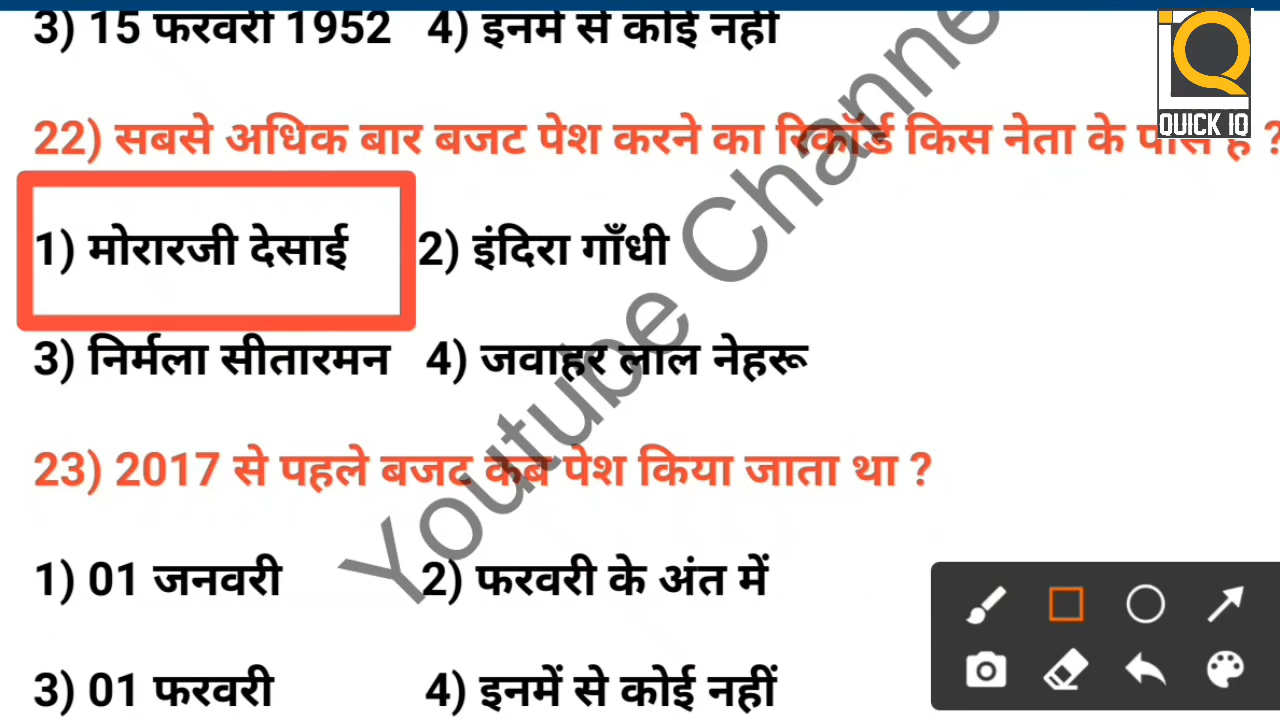 3) 15 फरवरी 1952 4) इनमें से कोई नहीं
QUICK IQ
22) सबसे अधिक बार बजट पेश करने का रिकॉर्ड किस नेता के पास है ?
1) मोरारजी देसाई 2) इंदिरा गाँधी
3) निर्मला सीतारमन 4) जवाहर लाल नेहरू
23) 2017 से पहले बजट कब पेश किया जाता था ?
1) 01 जनवरी 2) फरवरी के अंत में
3) 01 फरवरी 4) इनमें से कोई नहीं
Youtube Channe